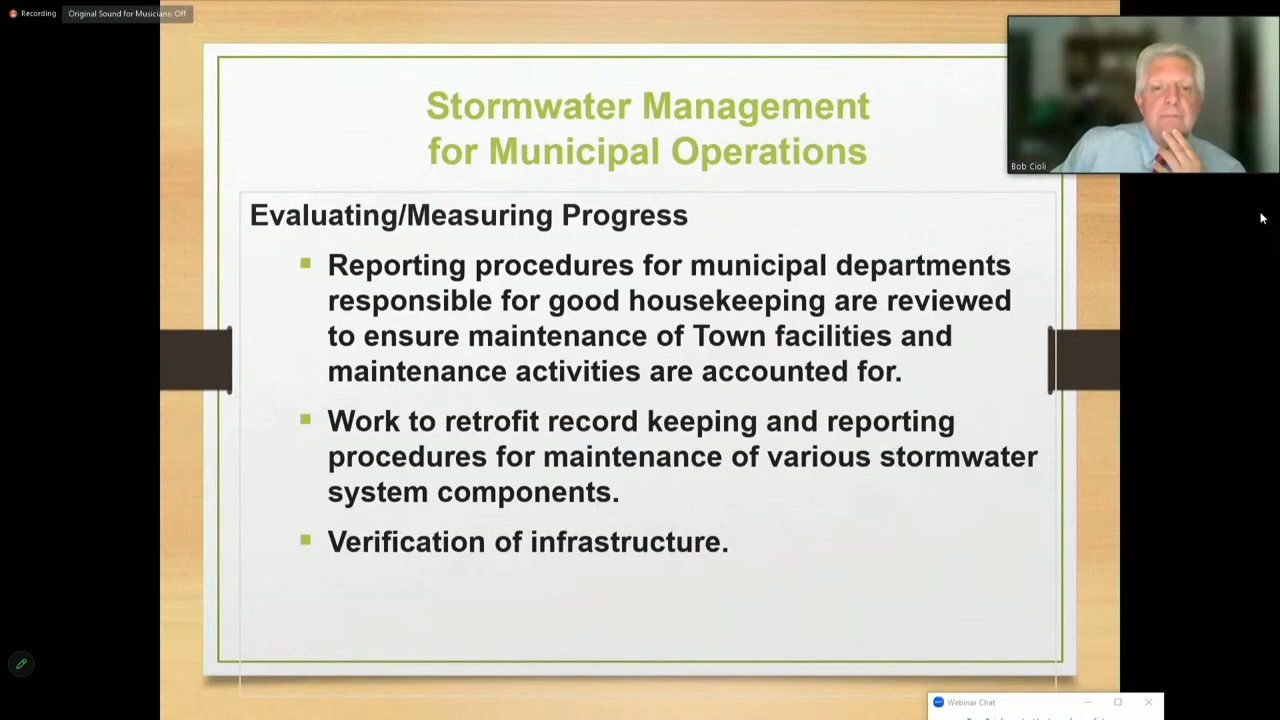 Recording
Original Sound for Musicians: Off
Stormwater Management
for Municipal Operations
Bob Cioli
Evaluating/Measuring Progress
Reporting procedures for municipal departments
responsible for good housekeeping are reviewed
to ensure maintenance of Town facilities and
maintenance activities are accounted for.
Work to retrofit record keeping and reporting
procedures for maintenance of various stormwater
system components.
Verification of infrastructure.
Webinar Chat